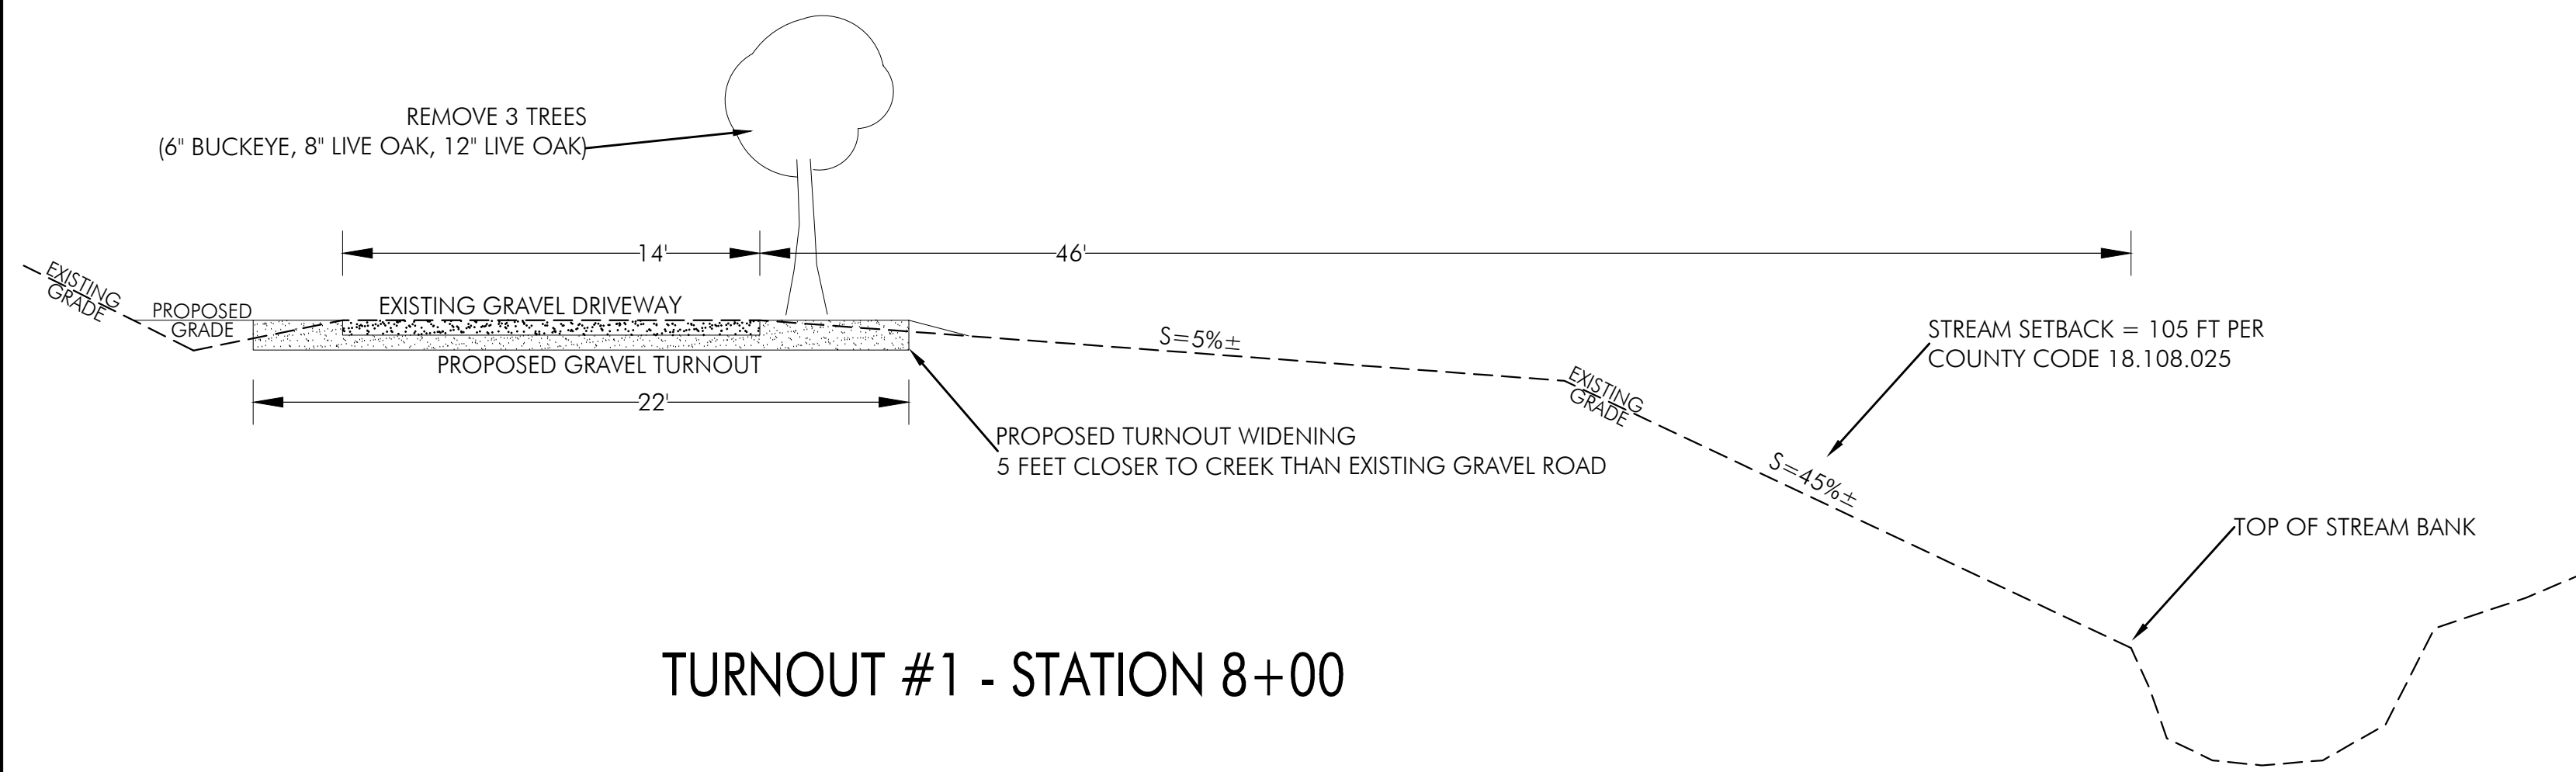 REMOVE 3 TREES
(6" BUCKEYE, 8" LIVE OAK, 12" LIVE OAK)
14'
46'
EXISTING
GRADE
PROPOSED
GRADE
EXISTING GRAVEL DRIVEWAY
PROPOSED GRAVEL TURNOUT
22'
S=5%±
STREAM SETBACK = 105 FT PER
COUNTY CODE 18.108.025
EXISTING
GRADE
PROPOSED TURNOUT WIDENING
5 FEET CLOSER TO CREEK THAN EXISTING GRAVEL ROAD
S=45%±
TOP OF STREAM BANK
TURNOUT #1 - STATION 8+00